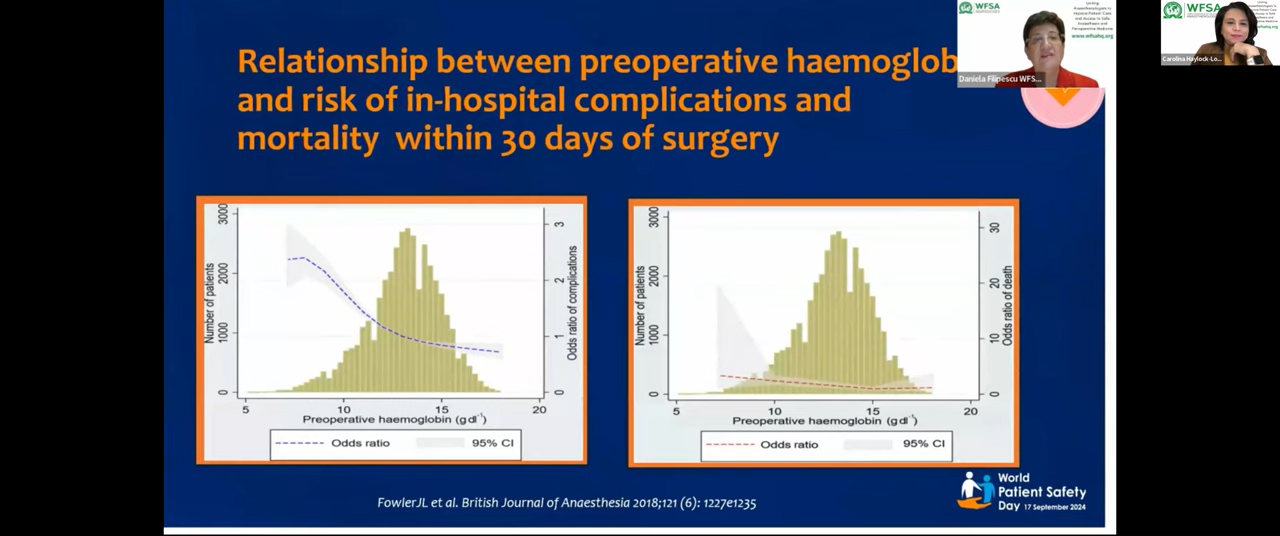 Relationship between preoperative haemoglob
and risk of in-hospital complications and
mortality within 30 days of surgery
WFSA
www.wfsahq.org
Daniela Filipescu WFS...
WFSA
Carolina Haylock-Lo...
Number of patients
0
1000
2000
3000
Odds ratio of complications
0
1
2
3
5
10
15
20
Preoperative haemoglobin (g dl⁻¹)
Odds ratio
95% CI
Number of patients
0
1000
2000
3000
Odds ratio of death
0
10
20
30
5
10
15
20
Preoperative haemoglobin (g dl⁻¹)
Odds ratio
95% CI
FowlerJL et al. British Journal of Anaesthesia 2018;121 (6): 1227e1235
World
Patient Safety
Day 17 September 2024